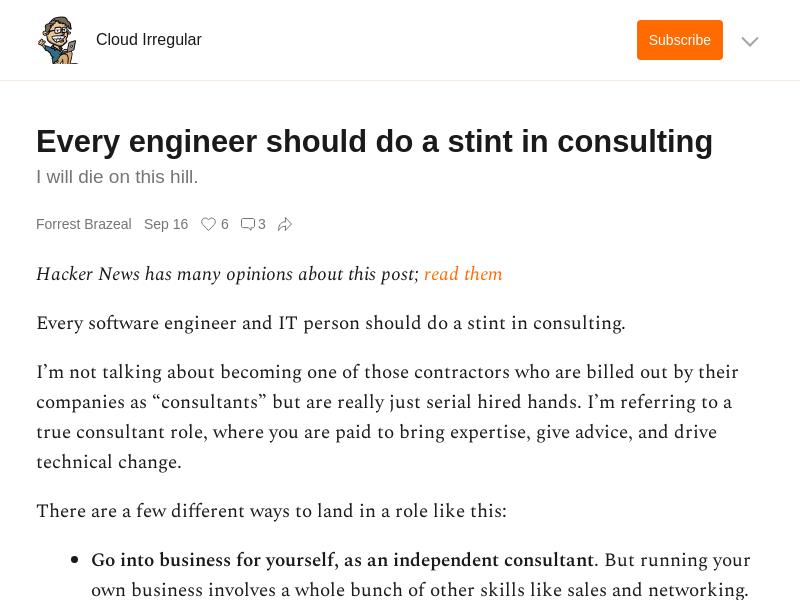 Cloud Irregular
Subscribe
Every engineer should do a stint in consulting
I will die on this hill.
Forrest Brazeal Sep 16 6 3
Hacker News has many opinions about this post; read them
Every software engineer and IT person should do a stint in consulting.
I’m not talking about becoming one of those contractors who are billed out by their
companies as “consultants” but are really just serial hired hands. I’m referring to a
true consultant role, where you are paid to bring expertise, give advice, and drive
technical change.
There are a few different ways to land in a role like this:
• Go into business for yourself, as an independent consultant. But running your
own business involves a whole bunch of other skills like sales and networking.